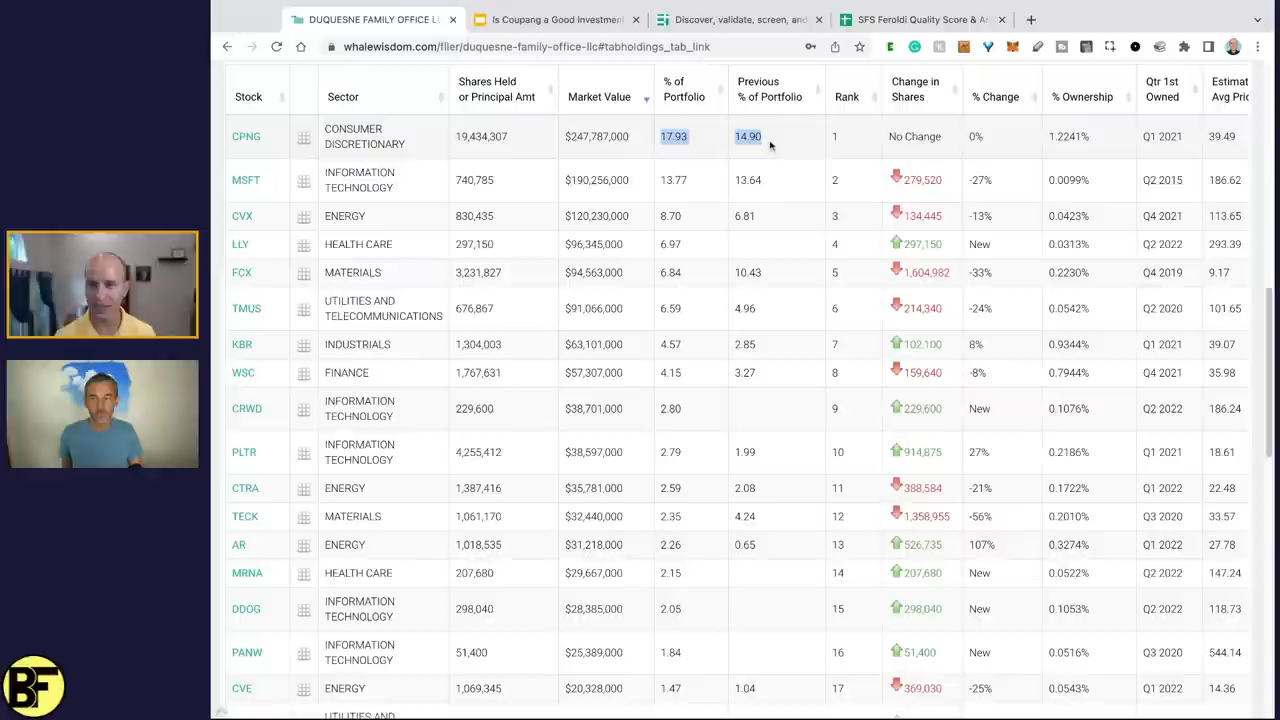 DUQUESNE FAMILY OFFICE LL
Is Coupang a Good Investment
Discover, validate, screen, and
SFS Feroldi Quality Score & An
whalewisdom.com/filer/duquesne-family-office-llc#tabholdings_tab_link
Stock Sector Shares Held or Principal Amt Market Value % of Portfolio Previous % of Portfolio Rank Change in Shares % Change % Ownership Qtr 1st Owned Estimat Avg Pric
CPNG CONSUMER DISCRETIONARY 19,434,307 $247,787,000 17.93 14.90 1 No Change 0% 1.2241% Q1 2021 39.49
MSFT INFORMATION TECHNOLOGY 740,785 $190,256,000 13.77 13.64 2 279,520 -27% 0.0099% Q2 2015 186.62
CVX ENERGY 830,435 $120,230,000 8.70 6.81 3 134,445 -13% 0.0423% Q4 2021 113.65
LLY HEALTH CARE 297,150 $96,345,000 6.97 4 297,150 New 0.0313% Q2 2022 293.39
FCX MATERIALS 3,231,827 $94,563,000 6.84 10.43 5 1,604,982 -33% 0.2230% Q4 2019 9.17
TMUS UTILITIES AND TELECOMMUNICATIONS 676,867 $91,066,000 6.59 4.96 6 214,340 -24% 0.0542% Q2 2020 101.65
KBR INDUSTRIALS 1,304,003 $63,101,000 4.57 2.85 7 102,100 8% 0.9344% Q4 2021 39.07
WSC FINANCE 1,767,631 $57,307,000 4.15 3.27 8 159,640 -8% 0.7944% Q4 2021 35.98
CRWD INFORMATION TECHNOLOGY 229,600 $38,701,000 2.80 9 229,600 New 0.1076% Q2 2022 186.24
PLTR INFORMATION TECHNOLOGY 4,255,412 $38,597,000 2.79 1.99 10 914,875 27% 0.2186% Q1 2021 18.61
CTRA ENERGY 1,387,416 $35,781,000 2.59 2.08 11 388,584 -21% 0.1722% Q1 2022 22.48
TECK MATERIALS 1,061,170 $32,440,000 2.35 4.24 12 1,358,955 -56% 0.2010% Q3 2020 33.57
AR ENERGY 1,018,535 $31,218,000 2.26 0.65 13 526,735 107% 0.3274% Q1 2022 27.78
MRNA HEALTH CARE 207,680 $29,667,000 2.15 14 207,680 New 0.0522% Q2 2022 147.24
DDOG INFORMATION TECHNOLOGY 298,040 $28,385,000 2.05 15 298,040 New 0.1053% Q2 2022 118.73
PANW INFORMATION TECHNOLOGY 51,400 $25,389,000 1.84 16 51,400 New 0.0516% Q3 2020 544.14
CVE ENERGY 1,069,345 $20,328,000 1.47 1.04 17 369,030 -25% 0.0543% Q2 2022 14.36
UTILITIES AND
BF